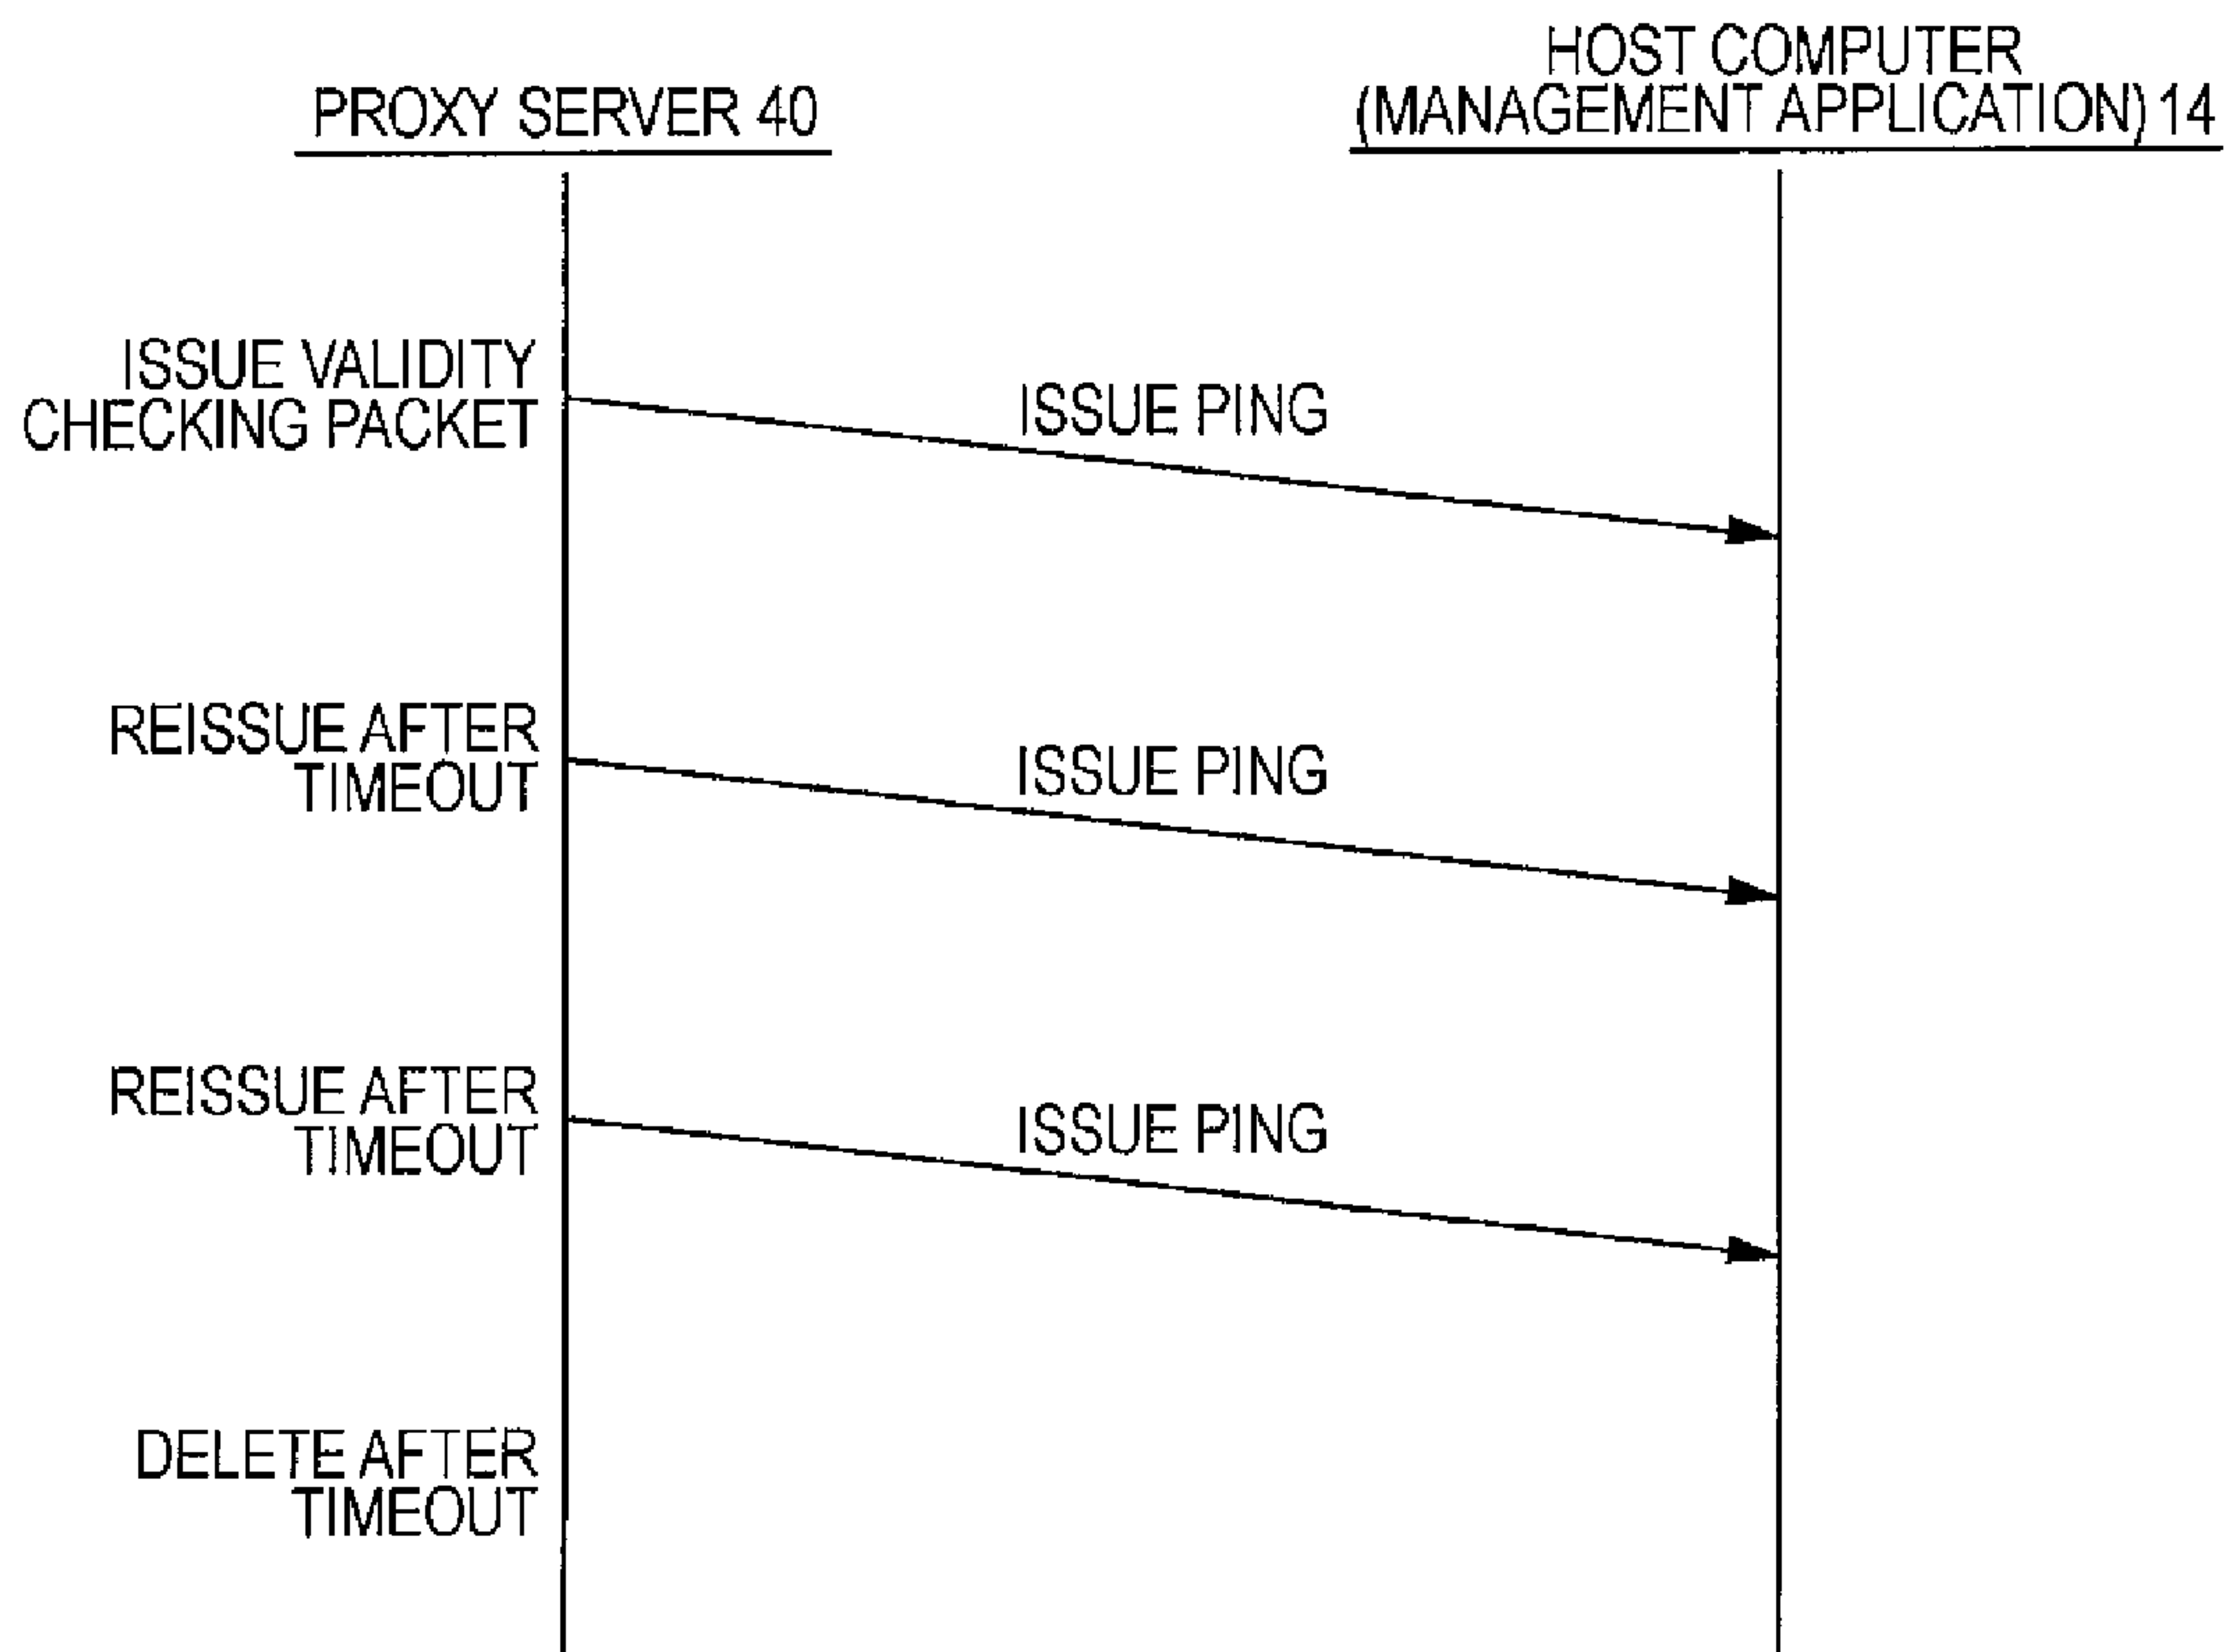 PROXY SERVER 40
HOST COMPUTER
(MANAGEMENT APPLICATION) 14
ISSUE VALIDITY
CHECKING PACKET
ISSUE PING
REISSUE AFTER
TIMEOUT
ISSUE PING
REISSUE AFTER
TIMEOUT
ISSUE PING
DELETE AFTER
TIMEOUT